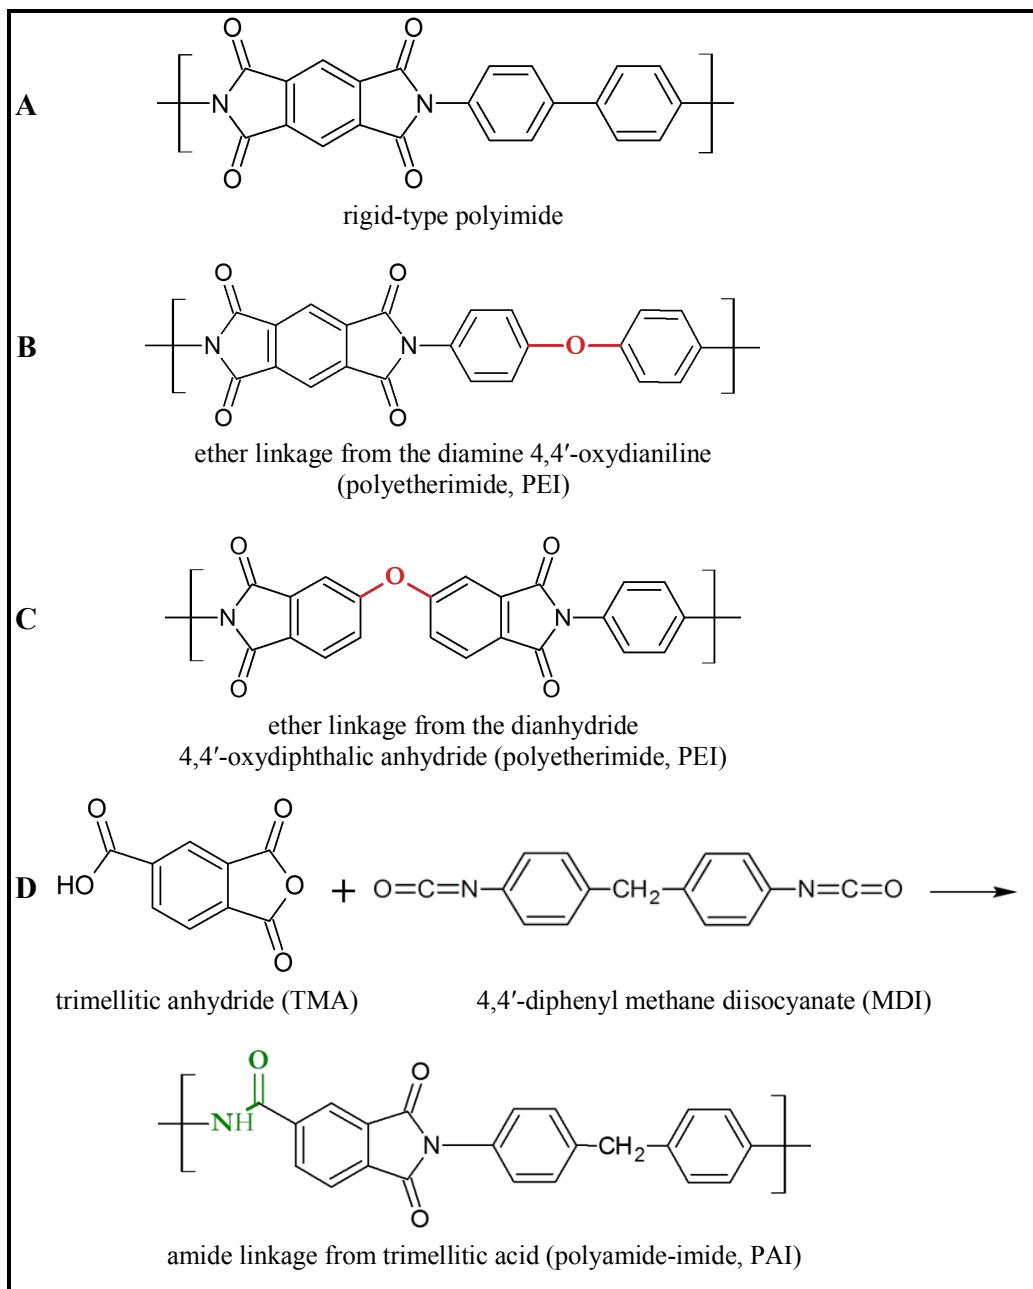 A
O O
N N
O O
rigid-type polyimide
B
O O
N N O
O O
ether linkage from the diamine 4,4′-oxydianiline
(polyetherimide, PEI)
C
O O O
N N
O O
ether linkage from the dianhydride
4,4′-oxydiphthalic anhydride (polyetherimide, PEI)
D
O O
HO O + O=C=N CH2 N=C=O
O
trimellitic anhydride (TMA) 4,4′-diphenyl methane diisocyanate (MDI)
O O
NH N CH2
O
amide linkage from trimellitic acid (polyamide-imide, PAI)